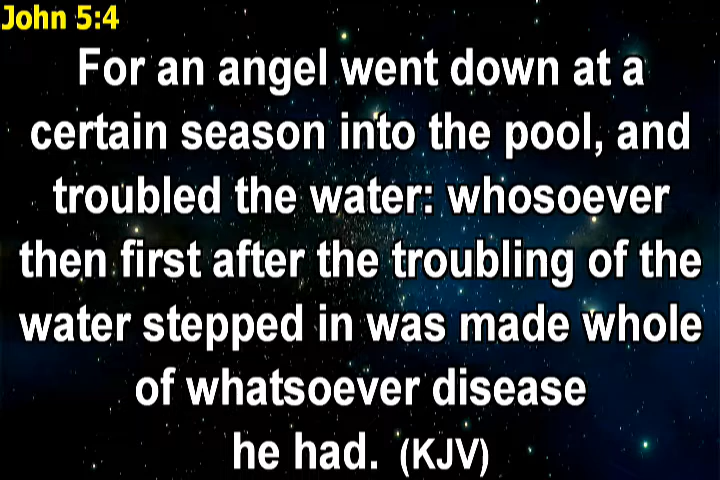 John 5:4
For an angel went down at a
certain season into the pool, and
troubled the water: whosoever
then first after the troubling of the
water stepped in was made whole
of whatsoever disease
he had. (KJV)